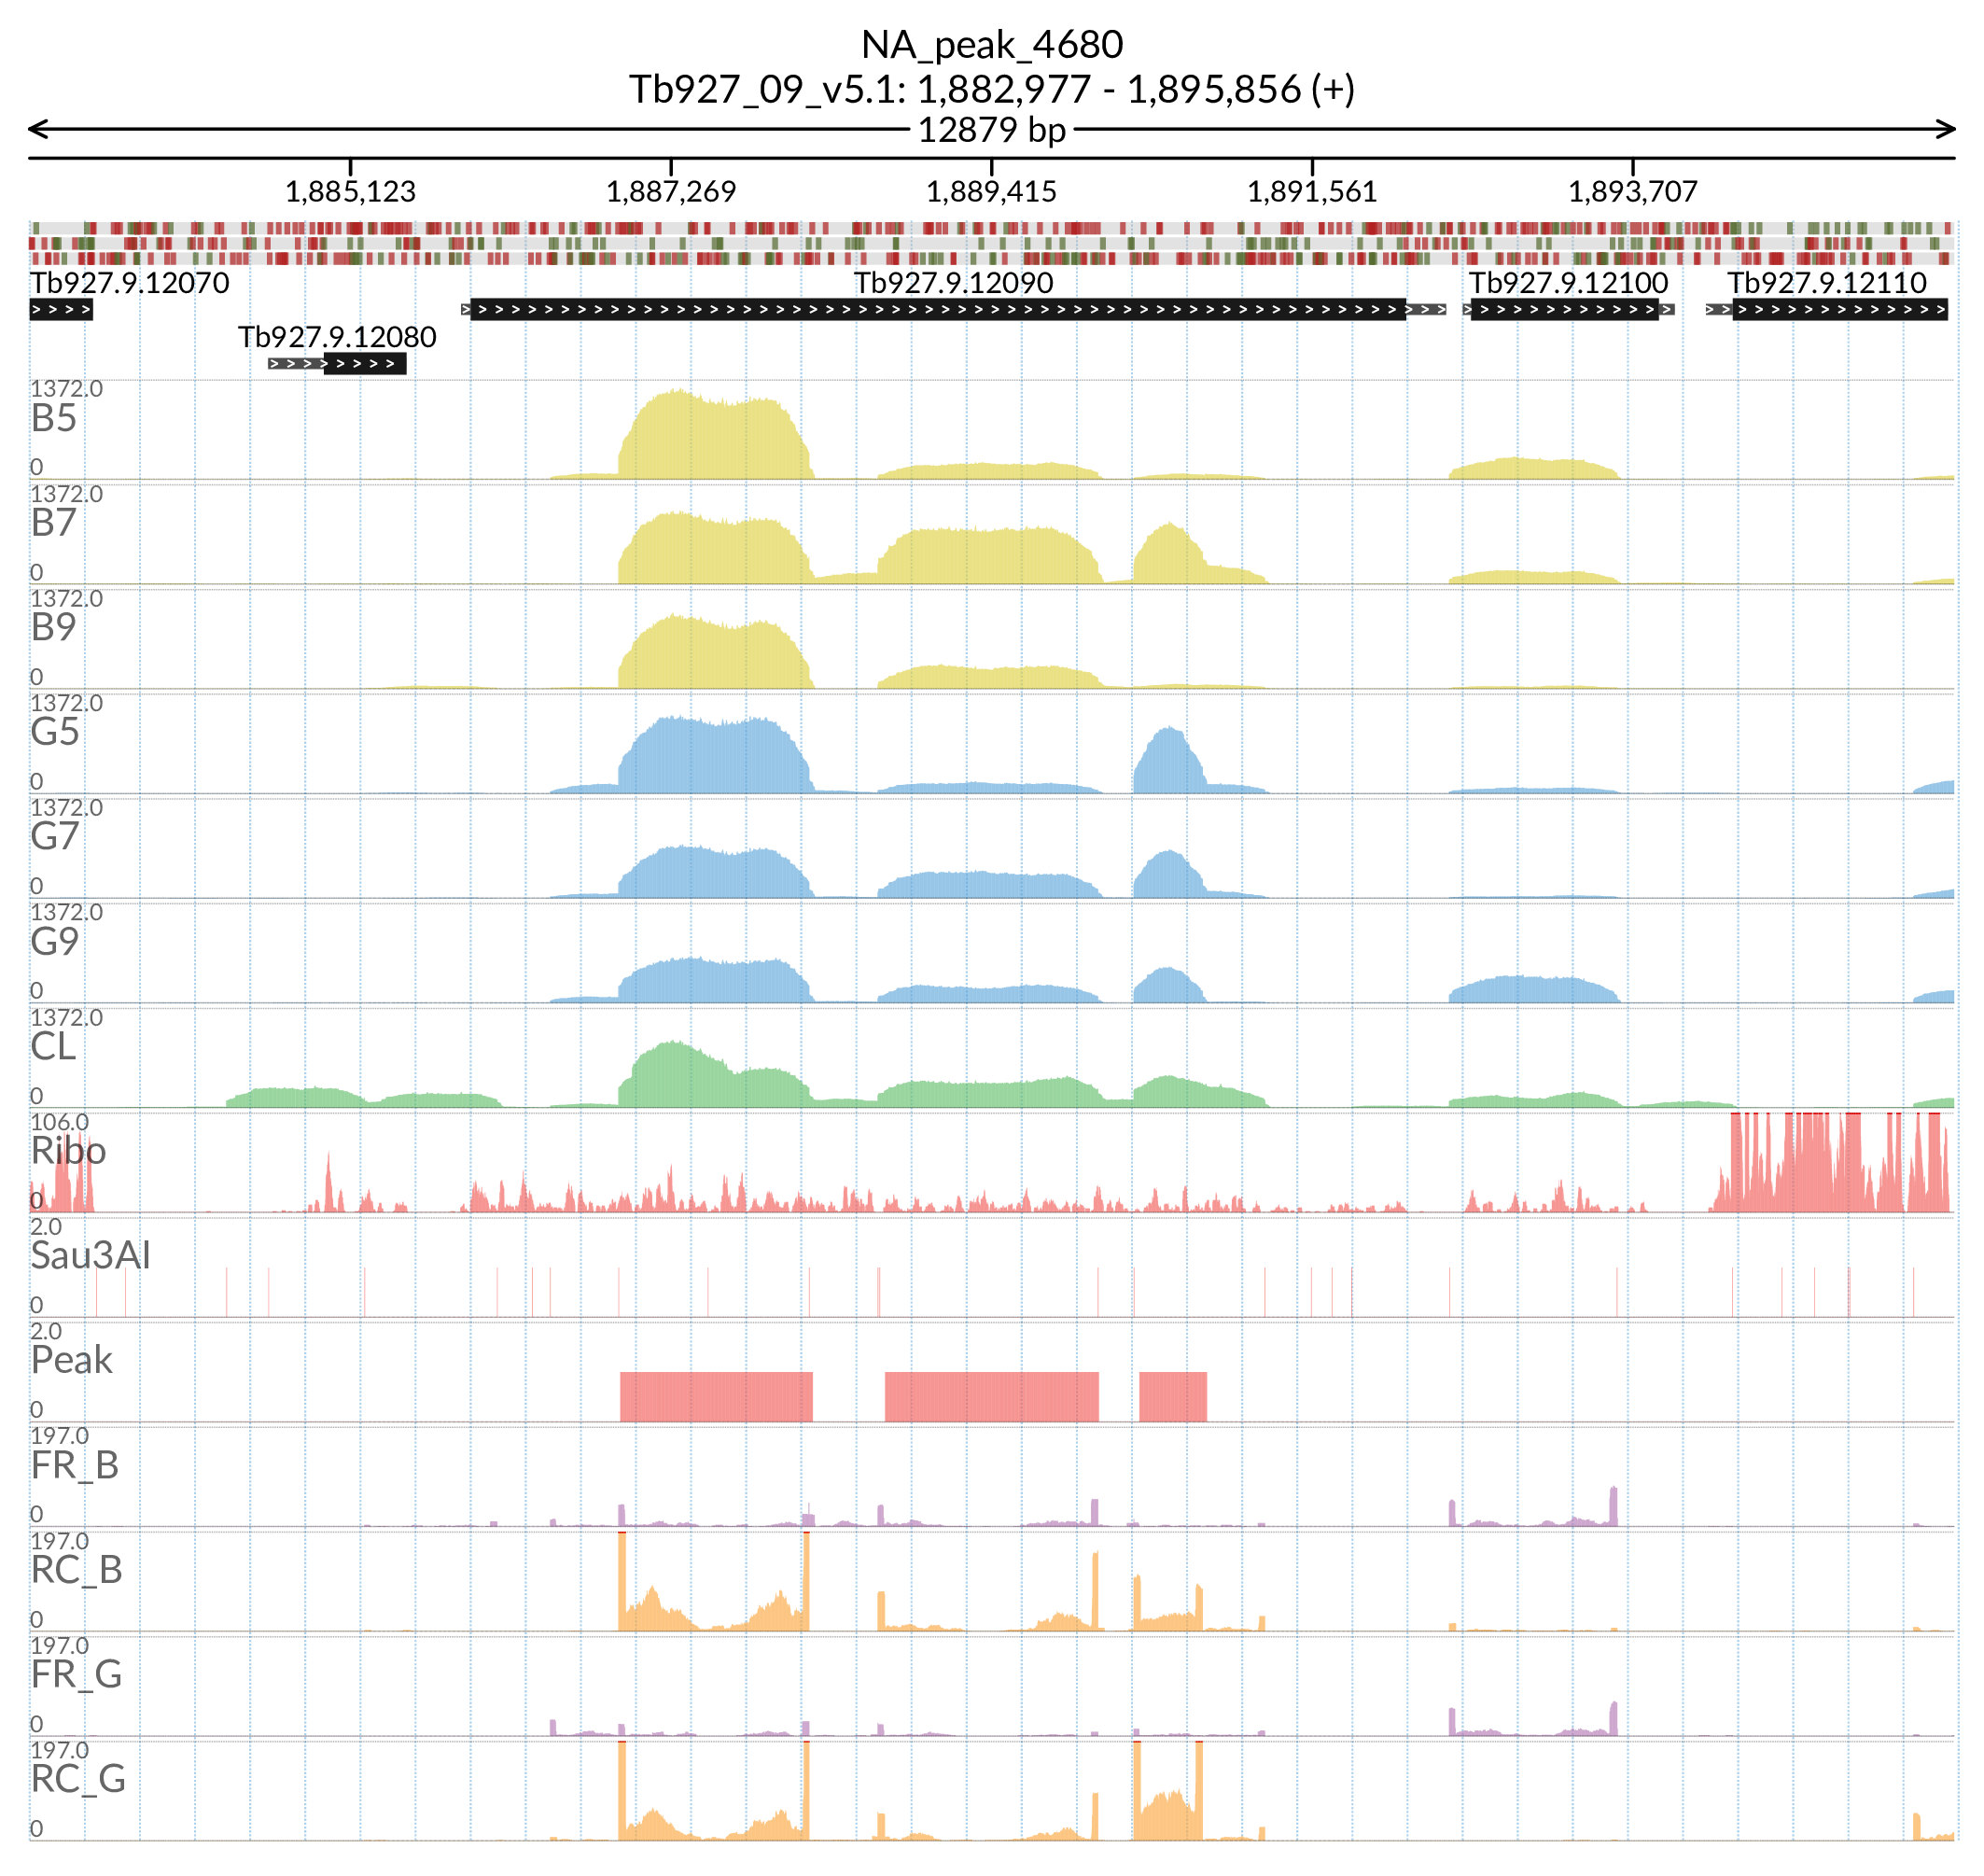 NA_peak_4680
Tb927_09_v5.1: 1,882,977 - 1,895,856 (+)
12879 bp
1,885,123 1,887,269 1,889,415 1,891,561 1,893,707
Tb927.9.12070 Tb927.9.12090 Tb927.9.12100 Tb927.9.12110
Tb927.9.12080
1372.0
B5
0
1372.0
B7
0
1372.0
B9
0
1372.0
G5
0
1372.0
G7
0
1372.0
G9
0
1372.0
CL
0
106.0
Ribo
0
2.0
Sau3AI
0
2.0
Peak
0
197.0
FR_B
0
197.0
RC_B
0
197.0
FR_G
0
197.0
RC_G
0